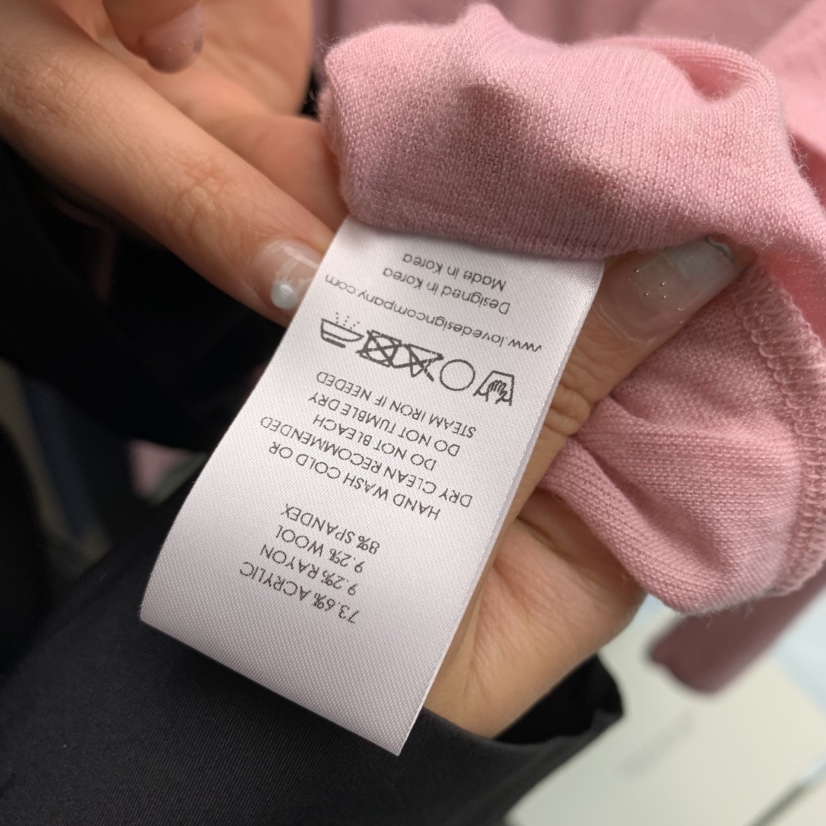 73.6% ACRYLIC
9.2% RAYON
9.2% WOOL
8% SPANDEX
HAND WASH COLD OR
DRY CLEAN RECOMMENDED
DO NOT BLEACH
DO NOT TUMBLE DRY
STEAM IRON IF NEEDED
www.lovedesigncompany.com
Designed in Korea
Made in Korea